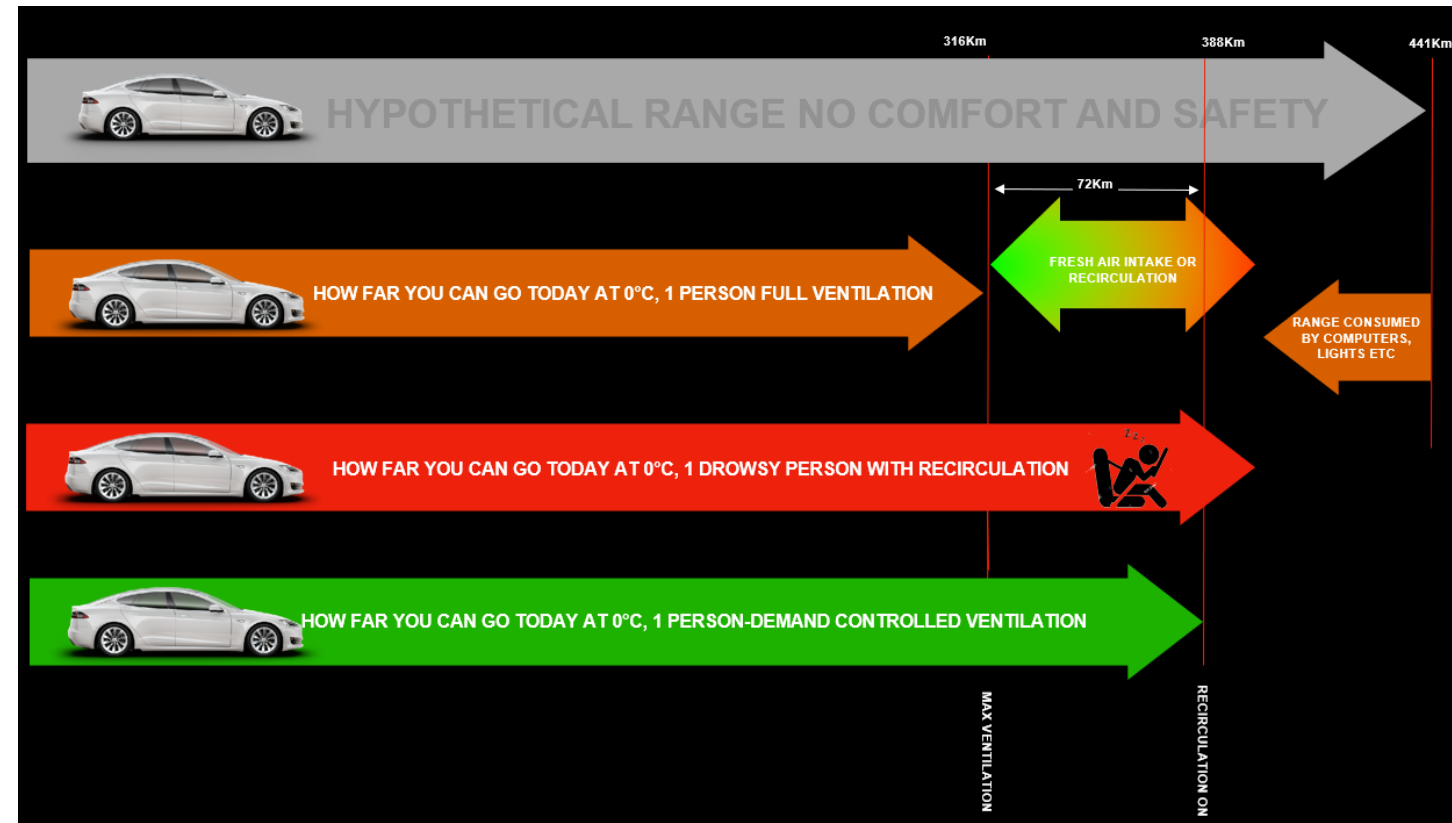 316Km
388Km
441Km
HYPOTHETICAL RANGE NO COMFORT AND SAFETY
72Km
FRESH AIR INTAKE OR
RECIRCULATION
HOW FAR YOU CAN GO TODAY AT 0°C, 1 PERSON FULL VENTILATION
RANGE CONSUMED
BY COMPUTERS,
LIGHTS ETC
zzz
HOW FAR YOU CAN GO TODAY AT 0°C, 1 DROWSY PERSON WITH RECIRCULATION
HOW FAR YOU CAN GO TODAY AT 0°C, 1 PERSON-DEMAND CONTROLLED VENTILATION
MAX VENTILATION
RECIRCULATION ON